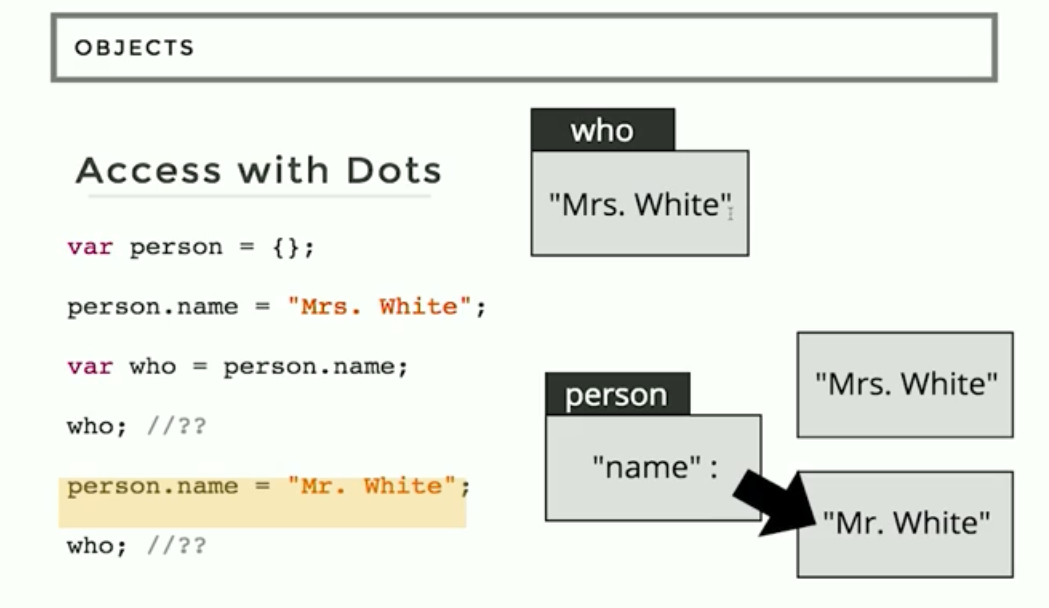 OBJECTS
Access with Dots
var person = {};
person.name = "Mrs. White";
var who = person.name;
who; //??
person.name = "Mr. White";
who; //??
who
"Mrs. White"
person
"name" :
"Mrs. White"
"Mr. White"